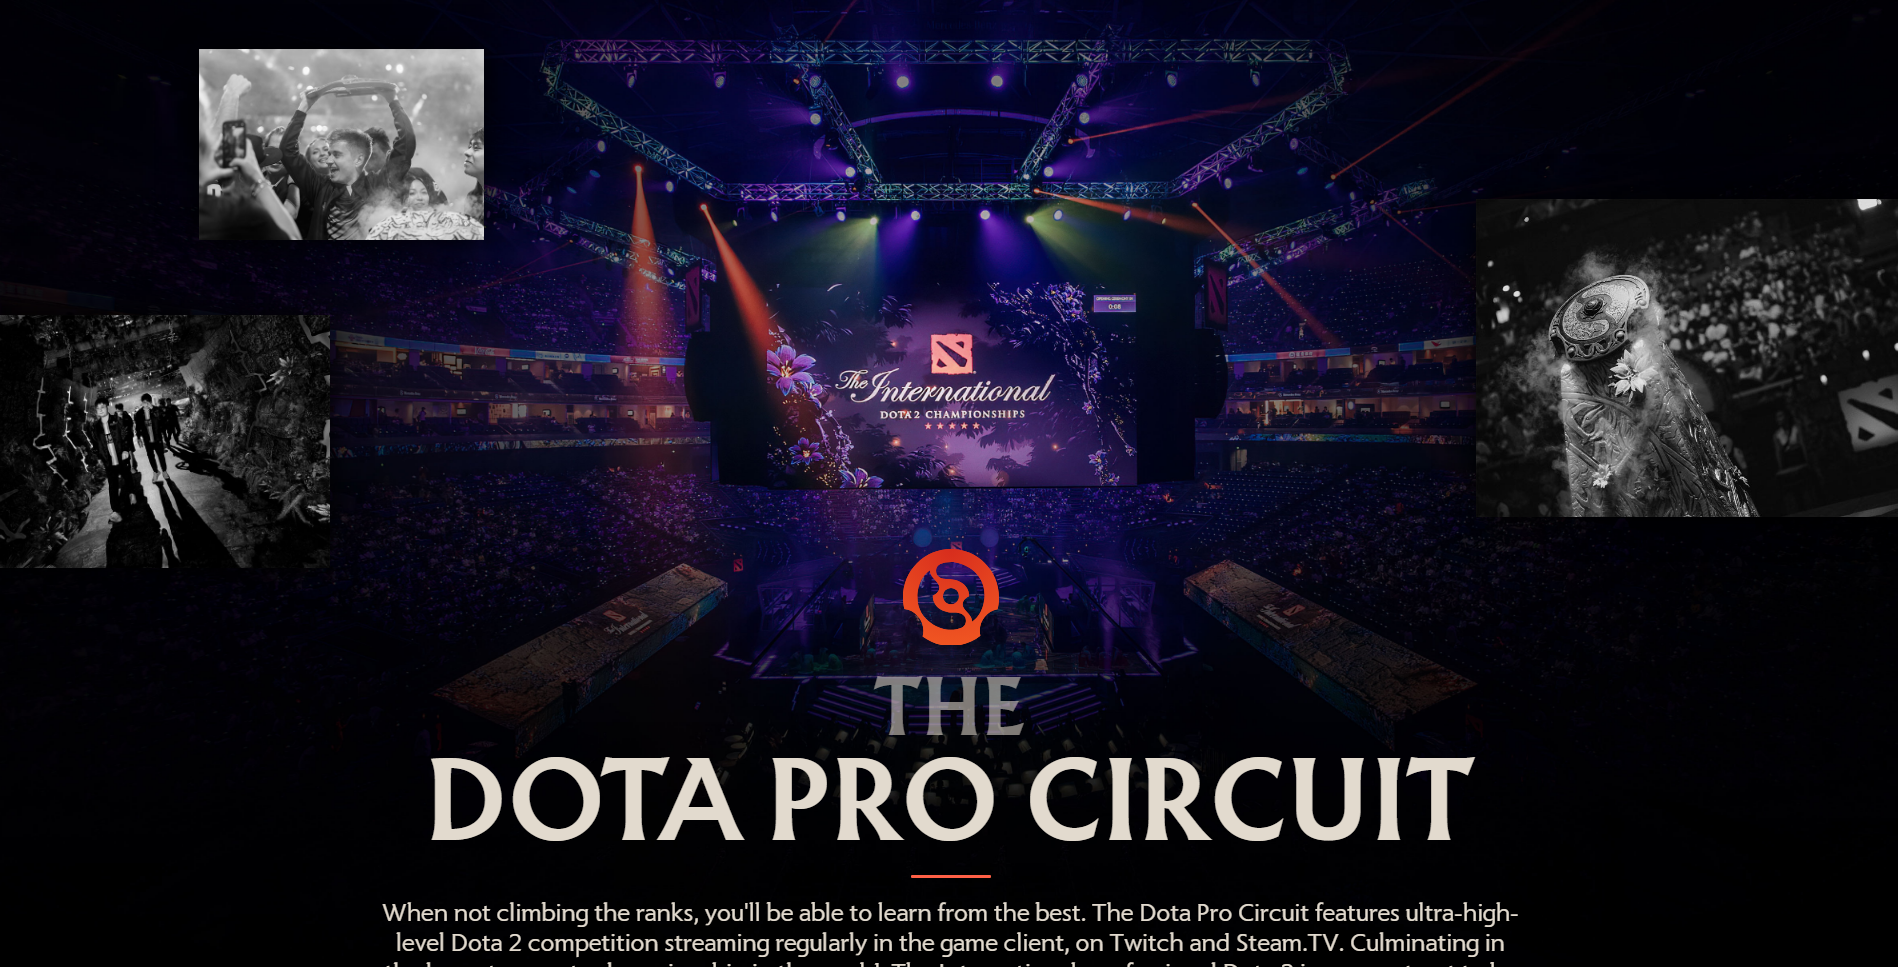 0:08
The International
DOTA 2 CHAMPIONSHIPS
THE
DOTA PRO CIRCUIT
When not climbing the ranks, you'll be able to learn from the best. The Dota Pro Circuit features ultra-high-
level Dota 2 competition streaming regularly in the game client, on Twitch and Steam.TV. Culminating in